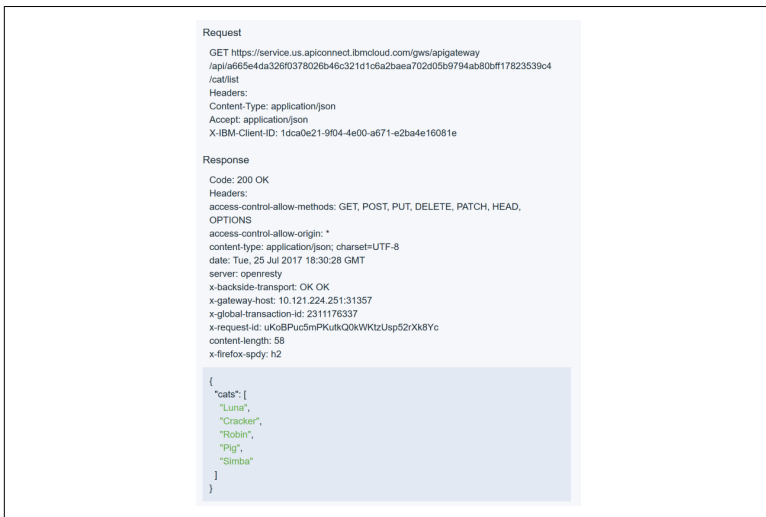 Request
GET https://service.us.apiconnect.ibmcloud.com/gws/apigateway
/api/a665e4da326f0378026b46c321d1c6a2baea702d05b9794ab80bff17823539c4
/cat/list
Headers:
Content-Type: application/json
Accept: application/json
X-IBM-Client-ID: 1dca0e21-9f04-4e00-a671-e2ba4e16081e
Response
Code: 200 OK
Headers:
access-control-allow-methods: GET, POST, PUT, DELETE, PATCH, HEAD,
OPTIONS
access-control-allow-origin: *
content-type: application/json; charset=UTF-8
date: Tue, 25 Jul 2017 18:30:28 GMT
server: openresty
x-backside-transport: OK OK
x-gateway-host: 10.121.224.251:31357
x-global-transaction-id: 2311176337
x-request-id: uKoBPuc5mPKutkQ0kWKtzUsp52rXk8Yc
content-length: 58
x-firefox-spdy: h2
{
"cats": [
"Luna",
"Cracker",
"Robin",
"Pig",
"Simba"
]
}